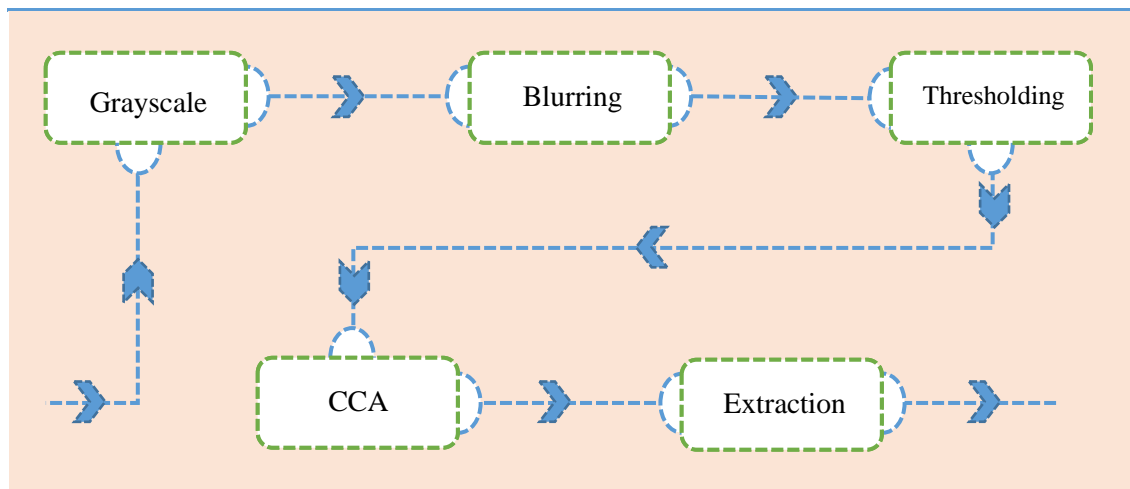 Grayscale
Blurring
Thresholding
CCA
Extraction